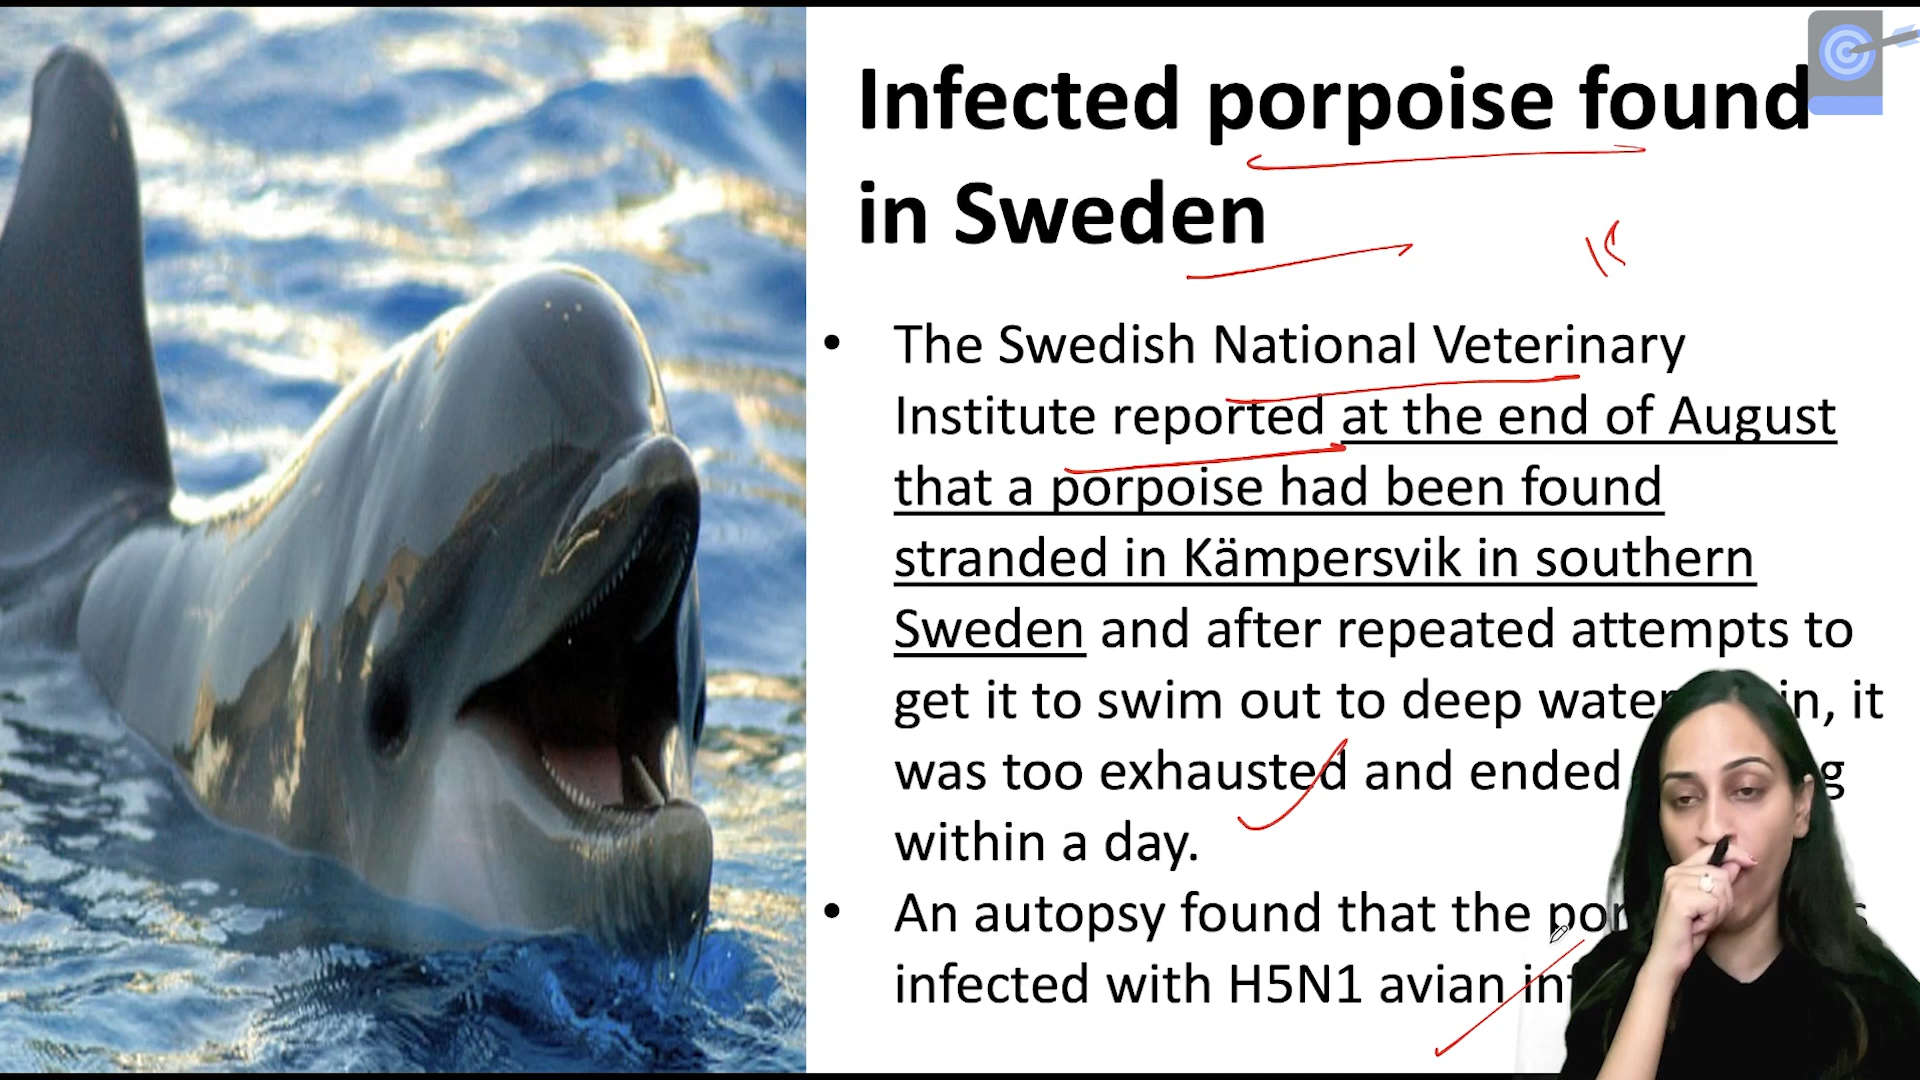 Infected porpoise found
in Sweden
• The Swedish National Veterinary
Institute reported at the end of August
that a porpoise had been found
stranded in Kämpersvik in southern
Sweden and after repeated attempts to
get it to swim out to deep it
was too exhausted and ended
within a day.
• An autopsy found that the
infected with H5N1 avian